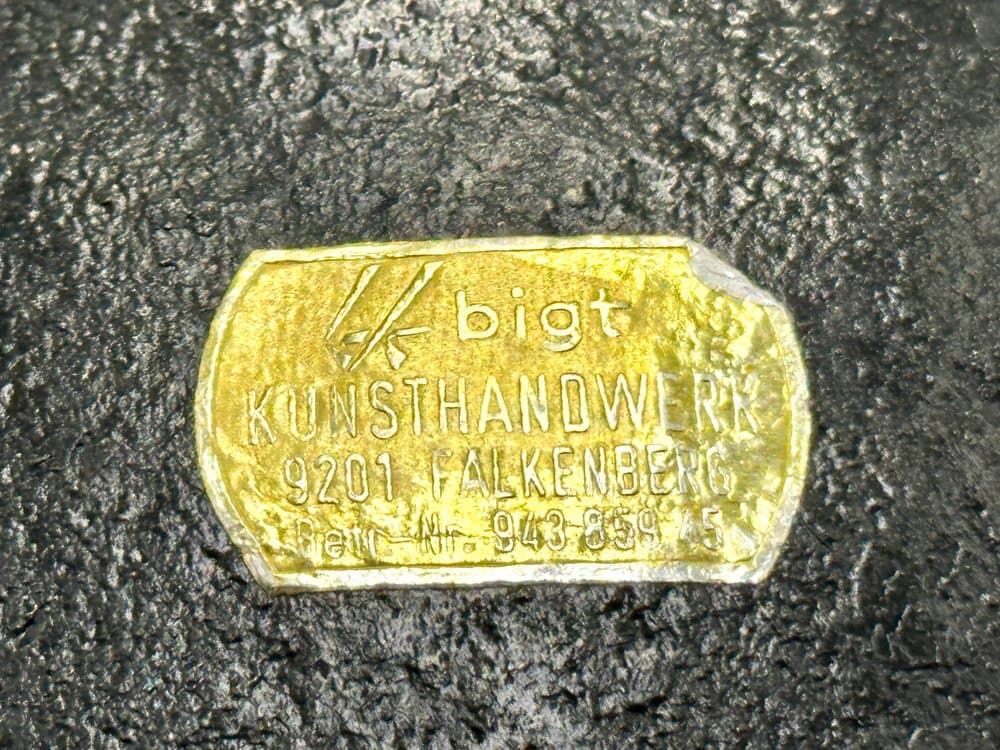 bigt
KUNSTHANDWERK
9201 FALKENBERG
Betr.-Nr. 943 859 45